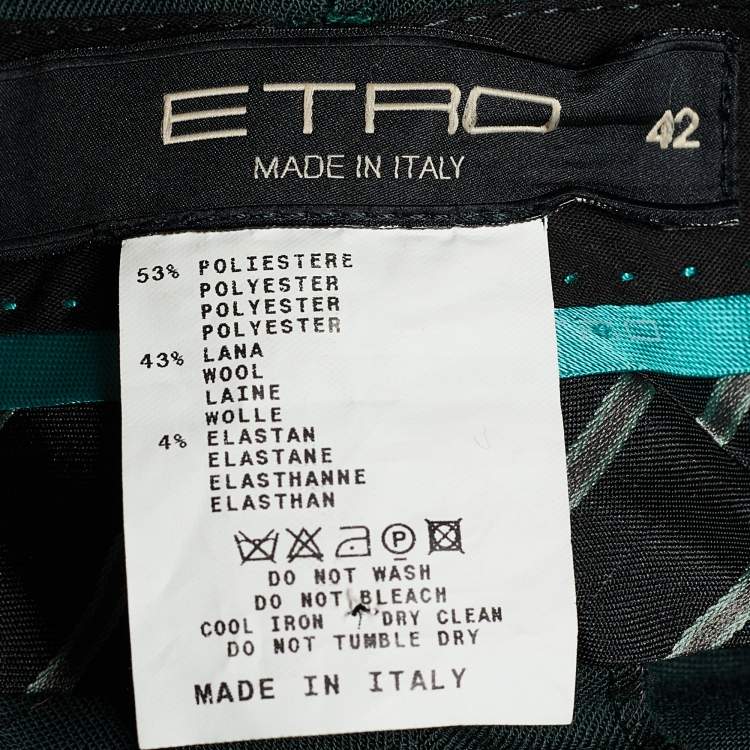 ETRO
42
MADE IN ITALY
53% POLIESTERE
POLYESTER
POLYESTER
POLYESTER
43% LANA
WOOL
LAINE
WOLLE
4% ELASTAN
ELASTANE
ELASTHANNE
ELASTHAN
P
DO NOT WASH
DO NOT BLEACH
COOL IRON DRY CLEAN
DO NOT TUMBLE DRY
MADE IN ITALY